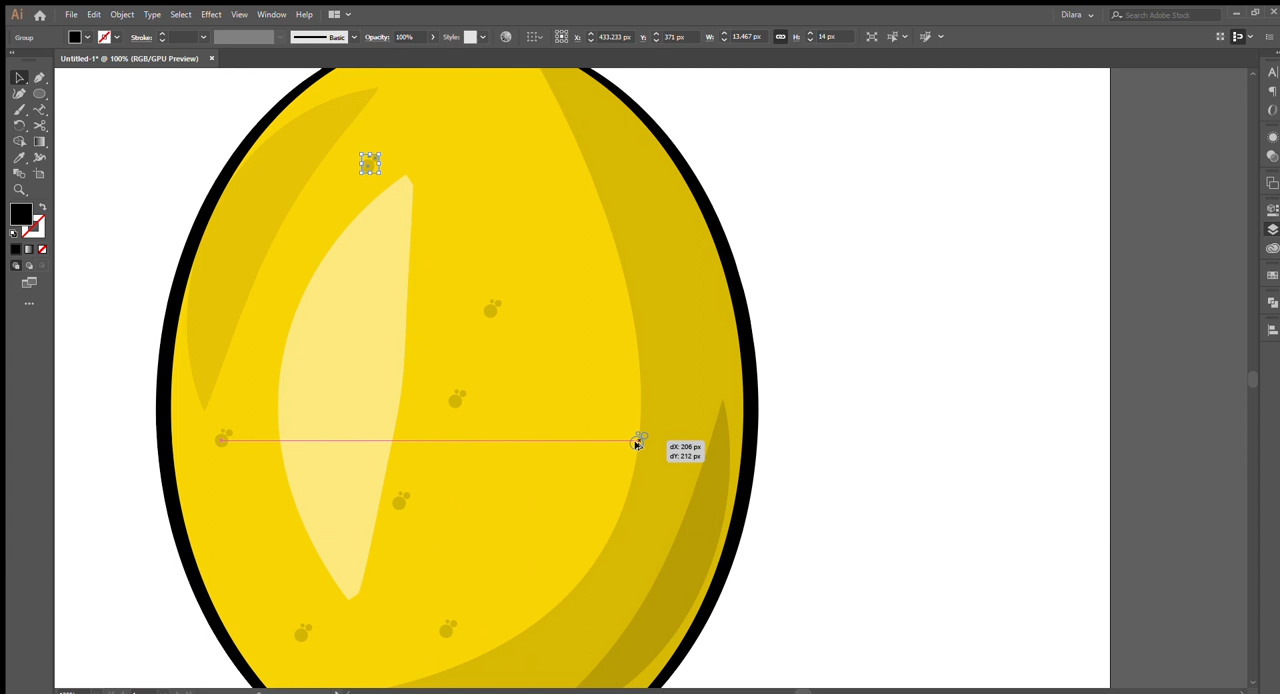 Ai File Edit Object Type Select Effect View Window Help Dilara Search Adobe Stock
Group Stroke: Basic Opacity: 100% Style: X: 433.233 px Y: 371 px W: 13.467 px H: 14 px
Untitled-1* @ 100% (RGB/GPU Preview) ×
dX: 206 px
dY: 212 px